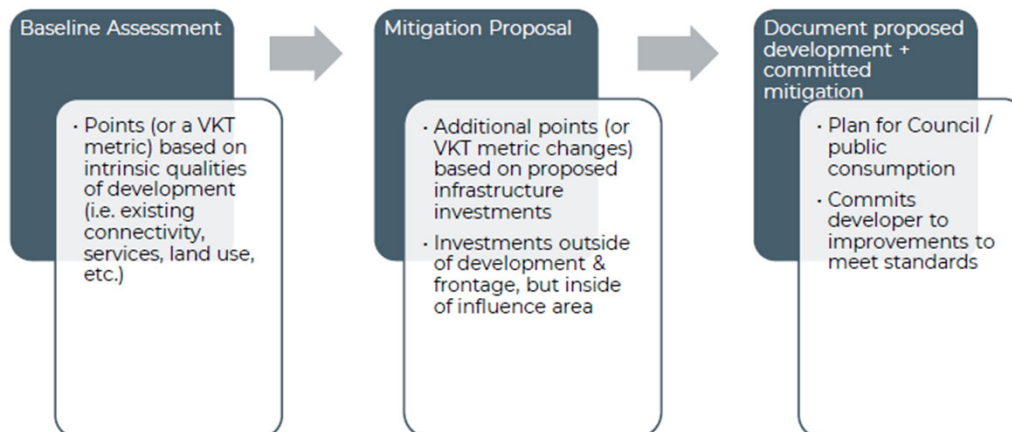 Baseline Assessment
· Points (or a VKT
metric) based on
intrinsic qualities
of development
(i.e. existing
connectivity,
services, land use,
etc.)
Mitigation Proposal
· Additional points (or
VKT metric changes)
based on proposed
infrastructure
investments
· Investments outside
of development &
frontage, but inside
of influence area
Document proposed
development +
committed
mitigation
· Plan for Council /
public
consumption
· Commits
developer to
improvements to
meet standards